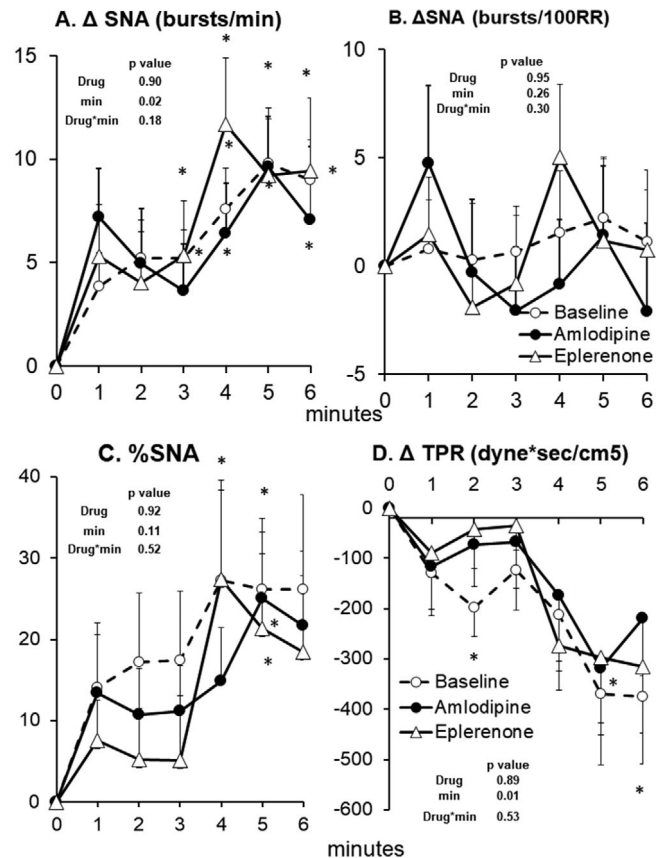 A. Δ SNA (bursts/min)
15
10
5
0
p value
Drug 0.90
min 0.02
Drug*min 0.18
* * * * * * * * * *
0 1 2 3 4 5 6
minutes
B. ΔSNA (bursts/100RR)
10
5
0
-5
p value
Drug 0.95
min 0.26
Drug*min 0.30
Baseline
Amlodipine
Eplerenone
0 1 2 3 4 5 6
C. %SNA
40
30
20
10
0
p value
Drug 0.92
min 0.11
Drug*min 0.52
* * * *
0 1 2 3 4 5 6
minutes
D. Δ TPR (dyne*sec/cm5)
0 1 2 3 4 5 6
0
-100
-200
-300
-400
-500
-600
* * *
Baseline
Amlodipine
Eplerenone
p value
Drug 0.89
min 0.01
Drug*min 0.53